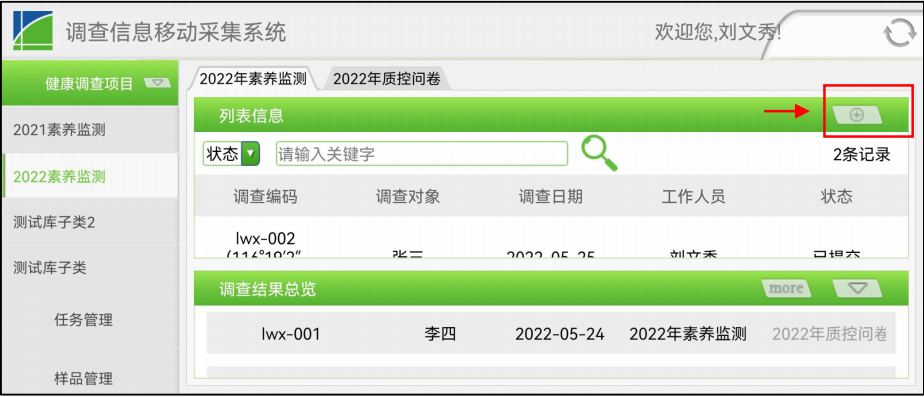 调查信息移动采集系统
欢迎您,刘文秀!
健康调查项目
2021素养监测
2022素养监测
测试库子类2
测试库子类
任务管理
样品管理
2022年素养监测 2022年质控问卷
列表信息
状态 请输入关键字 2条记录
调查编码 调查对象 调查日期 工作人员 状态
lwx-002
(116°19'2" 张三 2022-05-25 刘文秀 已提交
调查结果总览 more
lwx-001 李四 2022-05-24 2022年素养监测 2022年质控问卷